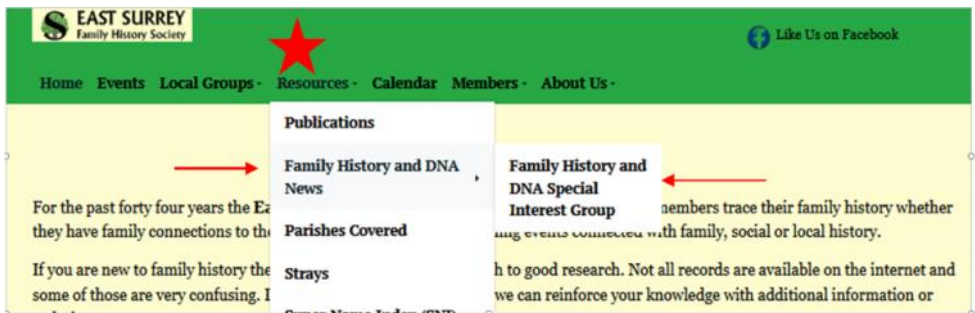 EAST SURREY
Family History Society
Like Us on Facebook
Home Events Local Groups Resources Calendar Members About Us
Publications
Family History and DNA
News
Family History and
DNA Special
Interest Group
Parishes Covered
Strays
Super Name Index (SNI)
For the past forty four years the members trace their family history whether
they have family connections to events connected with family, social or local history.
If you are new to family history to good research. Not all records are available on the internet and
some of those are very confusing. we can reinforce your knowledge with additional information or